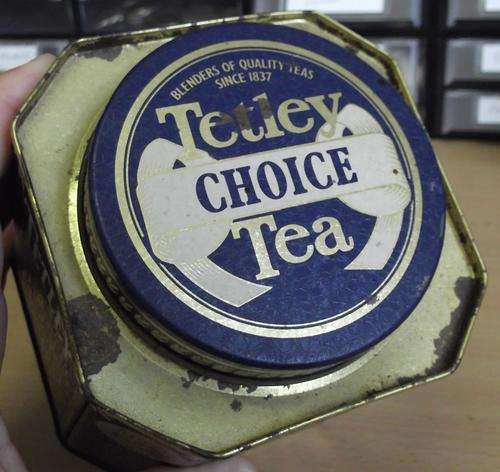 BLENDERS OF QUALITY TEAS
SINCE 1837
Tetley
CHOICE
Tea